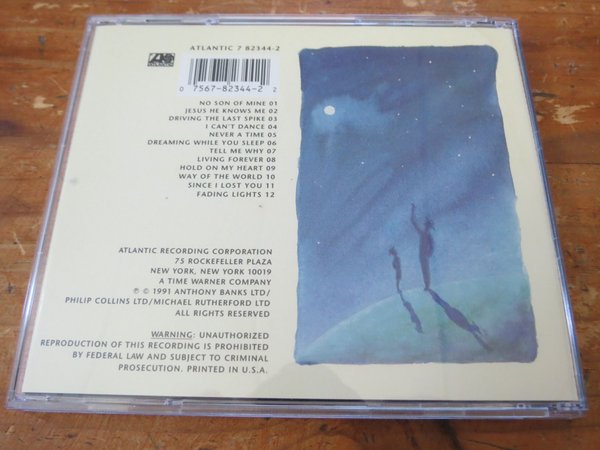 ATLANTIC 7 82344-2
0 7567-82344-2 2
NO SON OF MINE 01
JESUS HE KNOWS ME 02
DRIVING THE LAST SPIKE 03
I CAN'T DANCE 04
NEVER A TIME 05
DREAMING WHILE YOU SLEEP 06
TELL ME WHY 07
LIVING FOREVER 08
HOLD ON MY HEART 09
WAY OF THE WORLD 10
SINCE I LOST YOU 11
FADING LIGHTS 12
ATLANTIC RECORDING CORPORATION
75 ROCKEFELLER PLAZA
NEW YORK, NEW YORK 10019
A TIME WARNER COMPANY
℗ © 1991 ANTHONY BANKS LTD/
PHILIP COLLINS LTD/MICHAEL RUTHERFORD LTD
ALL RIGHTS RESERVED
WARNING: UNAUTHORIZED
REPRODUCTION OF THIS RECORDING IS PROHIBITED
BY FEDERAL LAW AND SUBJECT TO CRIMINAL
PROSECUTION. PRINTED IN U.S.A.